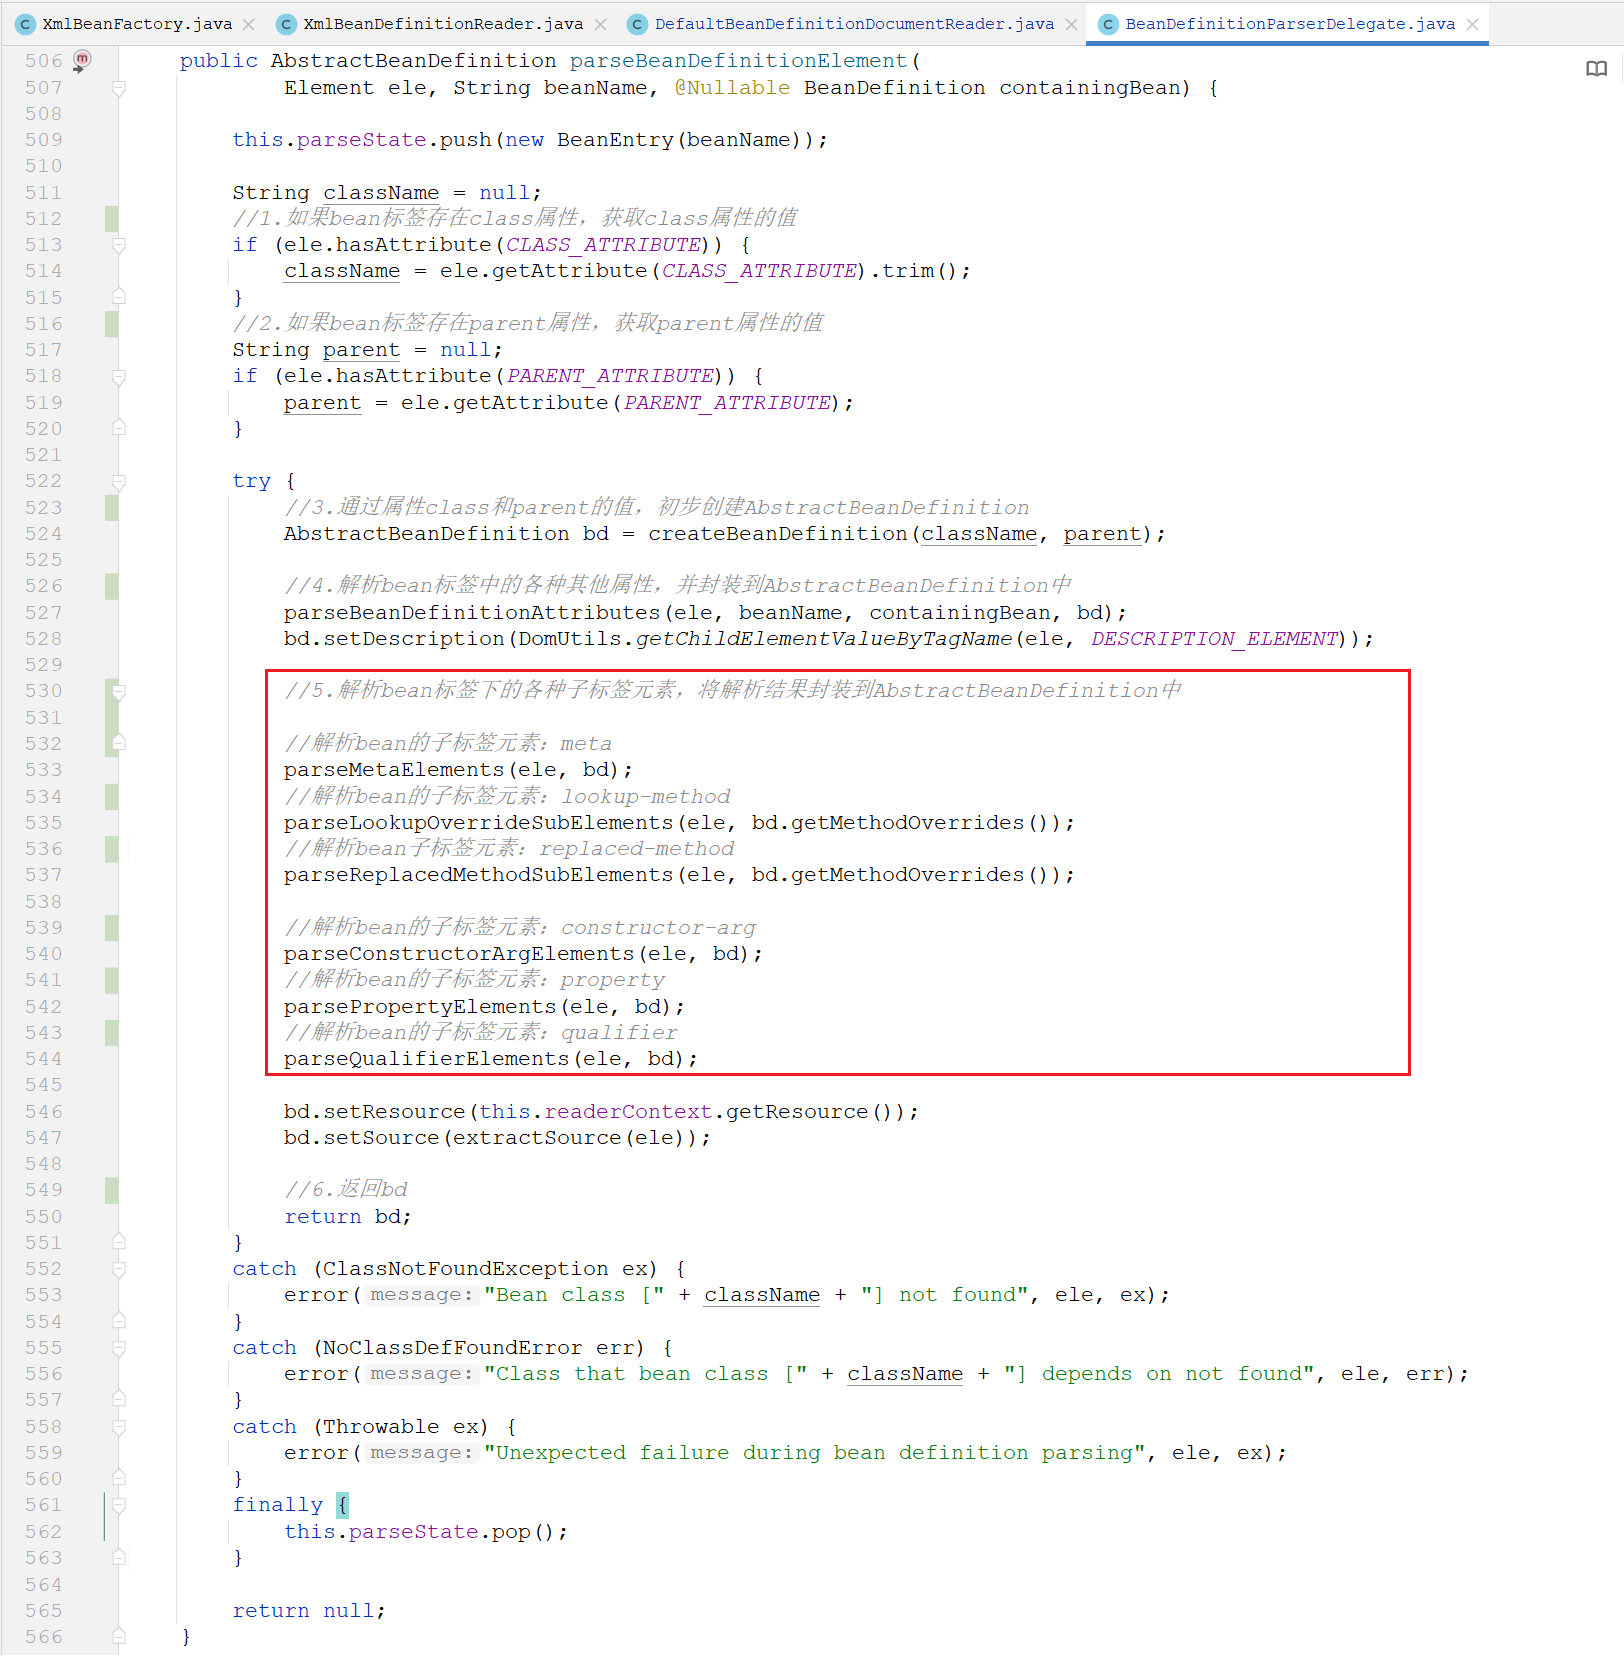 XmlBeanFactory.java XmlBeanDefinitionReader.java DefaultBeanDefinitionDocumentReader.java BeanDefinitionParserDelegate.java
506 public AbstractBeanDefinition parseBeanDefinitionElement(
507 Element ele, String beanName, @Nullable BeanDefinition containingBean) {
508
509 this.parseState.push(new BeanEntry(beanName));
510
511 String className = null;
512 //1.如果bean标签存在class属性，获取class属性的值
513 if (ele.hasAttribute(CLASS_ATTRIBUTE)) {
514 className = ele.getAttribute(CLASS_ATTRIBUTE).trim();
515 }
516 //2.如果bean标签存在parent属性，获取parent属性的值
517 String parent = null;
518 if (ele.hasAttribute(PARENT_ATTRIBUTE)) {
519 parent = ele.getAttribute(PARENT_ATTRIBUTE);
520 }
521
522 try {
523 //3.通过属性class和parent的值，初步创建AbstractBeanDefinition
524 AbstractBeanDefinition bd = createBeanDefinition(className, parent);
525
526 //4.解析bean标签中的各种其他属性，并封装到AbstractBeanDefinition中
527 parseBeanDefinitionAttributes(ele, beanName, containingBean, bd);
528 bd.setDescription(DomUtils.getChildElementValueByTagName(ele, DESCRIPTION_ELEMENT));
529
530 //5.解析bean标签下的各种子标签元素，将解析结果封装到AbstractBeanDefinition中
531
532 //解析bean的子标签元素：meta
533 parseMetaElements(ele, bd);
534 //解析bean的子标签元素：lookup-method
535 parseLookupOverrideSubElements(ele, bd.getMethodOverrides());
536 //解析bean子标签元素：replaced-method
537 parseReplacedMethodSubElements(ele, bd.getMethodOverrides());
538
539 //解析bean的子标签元素：constructor-arg
540 parseConstructorArgElements(ele, bd);
541 //解析bean的子标签元素：property
542 parsePropertyElements(ele, bd);
543 //解析bean的子标签元素：qualifier
544 parseQualifierElements(ele, bd);
545
546 bd.setResource(this.readerContext.getResource());
547 bd.setSource(extractSource(ele));
548
549 //6.返回bd
550 return bd;
551 }
552 catch (ClassNotFoundException ex) {
553 error( message: "Bean class [" + className + "] not found", ele, ex);
554 }
555 catch (NoClassDefFoundError err) {
556 error( message: "Class that bean class [" + className + "] depends on not found", ele, err);
557 }
558 catch (Throwable ex) {
559 error( message: "Unexpected failure during bean definition parsing", ele, ex);
560 }
561 finally {
562 this.parseState.pop();
563 }
564
565 return null;
566 }